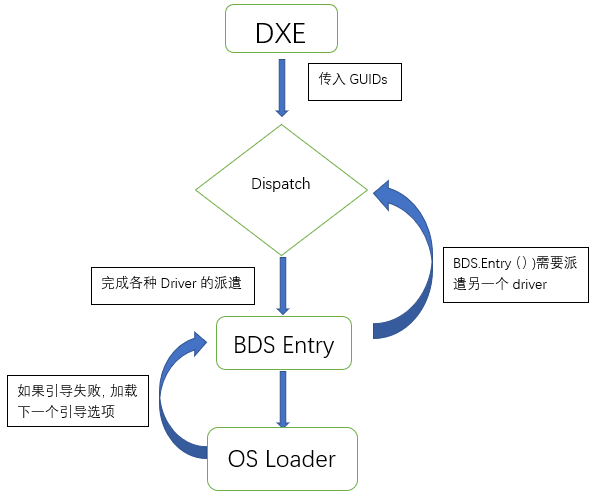 DXE
传入 GUIDs
Dispatch
BDS.Entry（）)需要派
遣另一个 driver
完成各种 Driver 的派遣
BDS Entry
如果引导失败, 加载
下一个引导选项
OS Loader